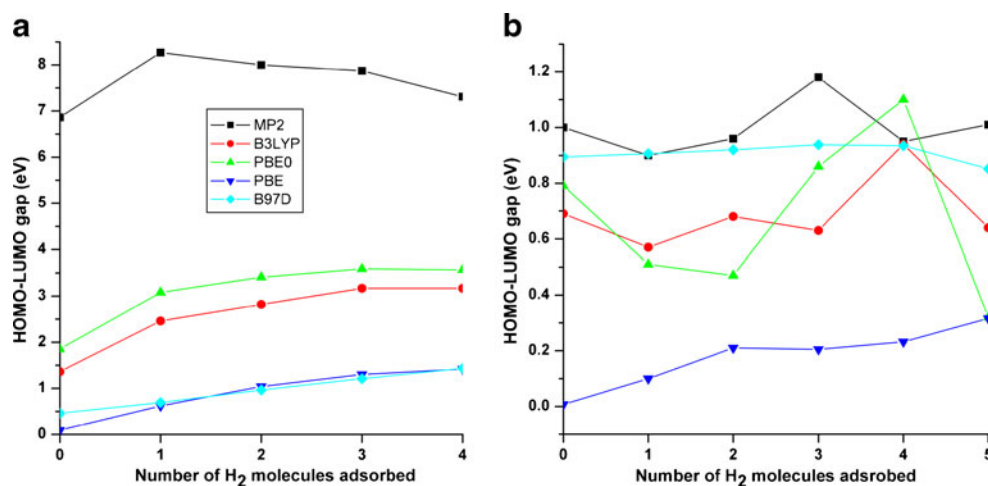 a
HOMO-LUMO gap (eV)
8
7
6
5
4
3
2
1
0
MP2
B3LYP
PBE0
PBE
B97D
0 1 2 3 4
Number of H2 molecules adsorbed
b
HOMO-LUMO gap (eV)
1.2
1.0
0.8
0.6
0.4
0.2
0.0
0 1 2 3 4 5
Number of H2 molecules adsrobed